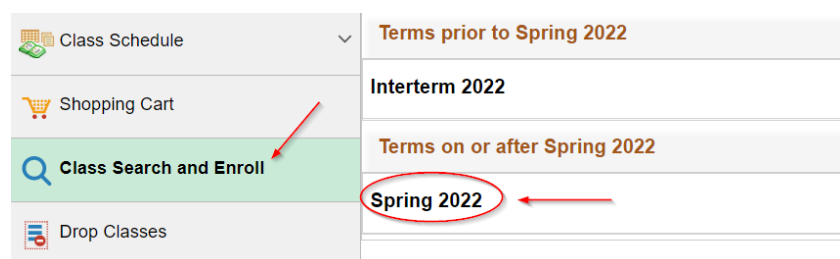 Class Schedule
Shopping Cart
Class Search and Enroll
Drop Classes
Terms prior to Spring 2022
Interterm 2022
Terms on or after Spring 2022
Spring 2022